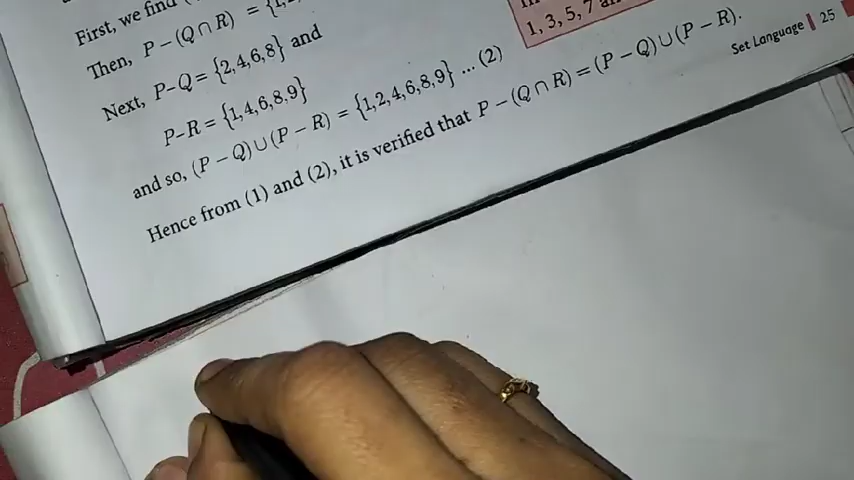 First, we find
Then, P – (Q ∩ R) = {1,
Next, P–Q = {2,4,6,8} and
P–R = {1,4,6,8,9}
and so, (P – Q) ∪ (P – R) = {1,2,4,6,8,9} ... (2)
Hence from (1) and (2), it is verified that P – (Q ∩ R) = (P – Q) ∪ (P – R).
1, 3, 5, 7
Set Language 25